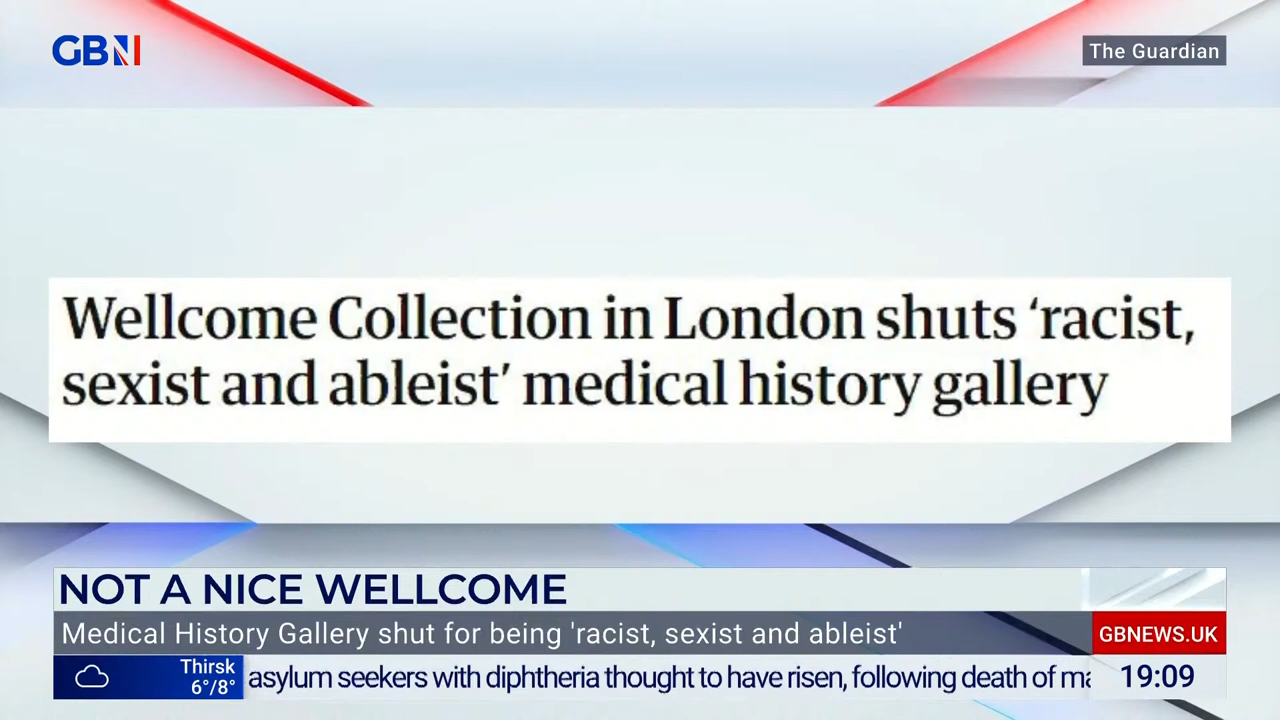 GBN
The Guardian
Wellcome Collection in London shuts ‘racist,
sexist and ableist’ medical history gallery
NOT A NICE WELLCOME
Medical History Gallery shut for being 'racist, sexist and ableist'
GBNEWS.UK
Thirsk
6°/8°
asylum seekers with diphtheria thought to have risen, following death of
19:09